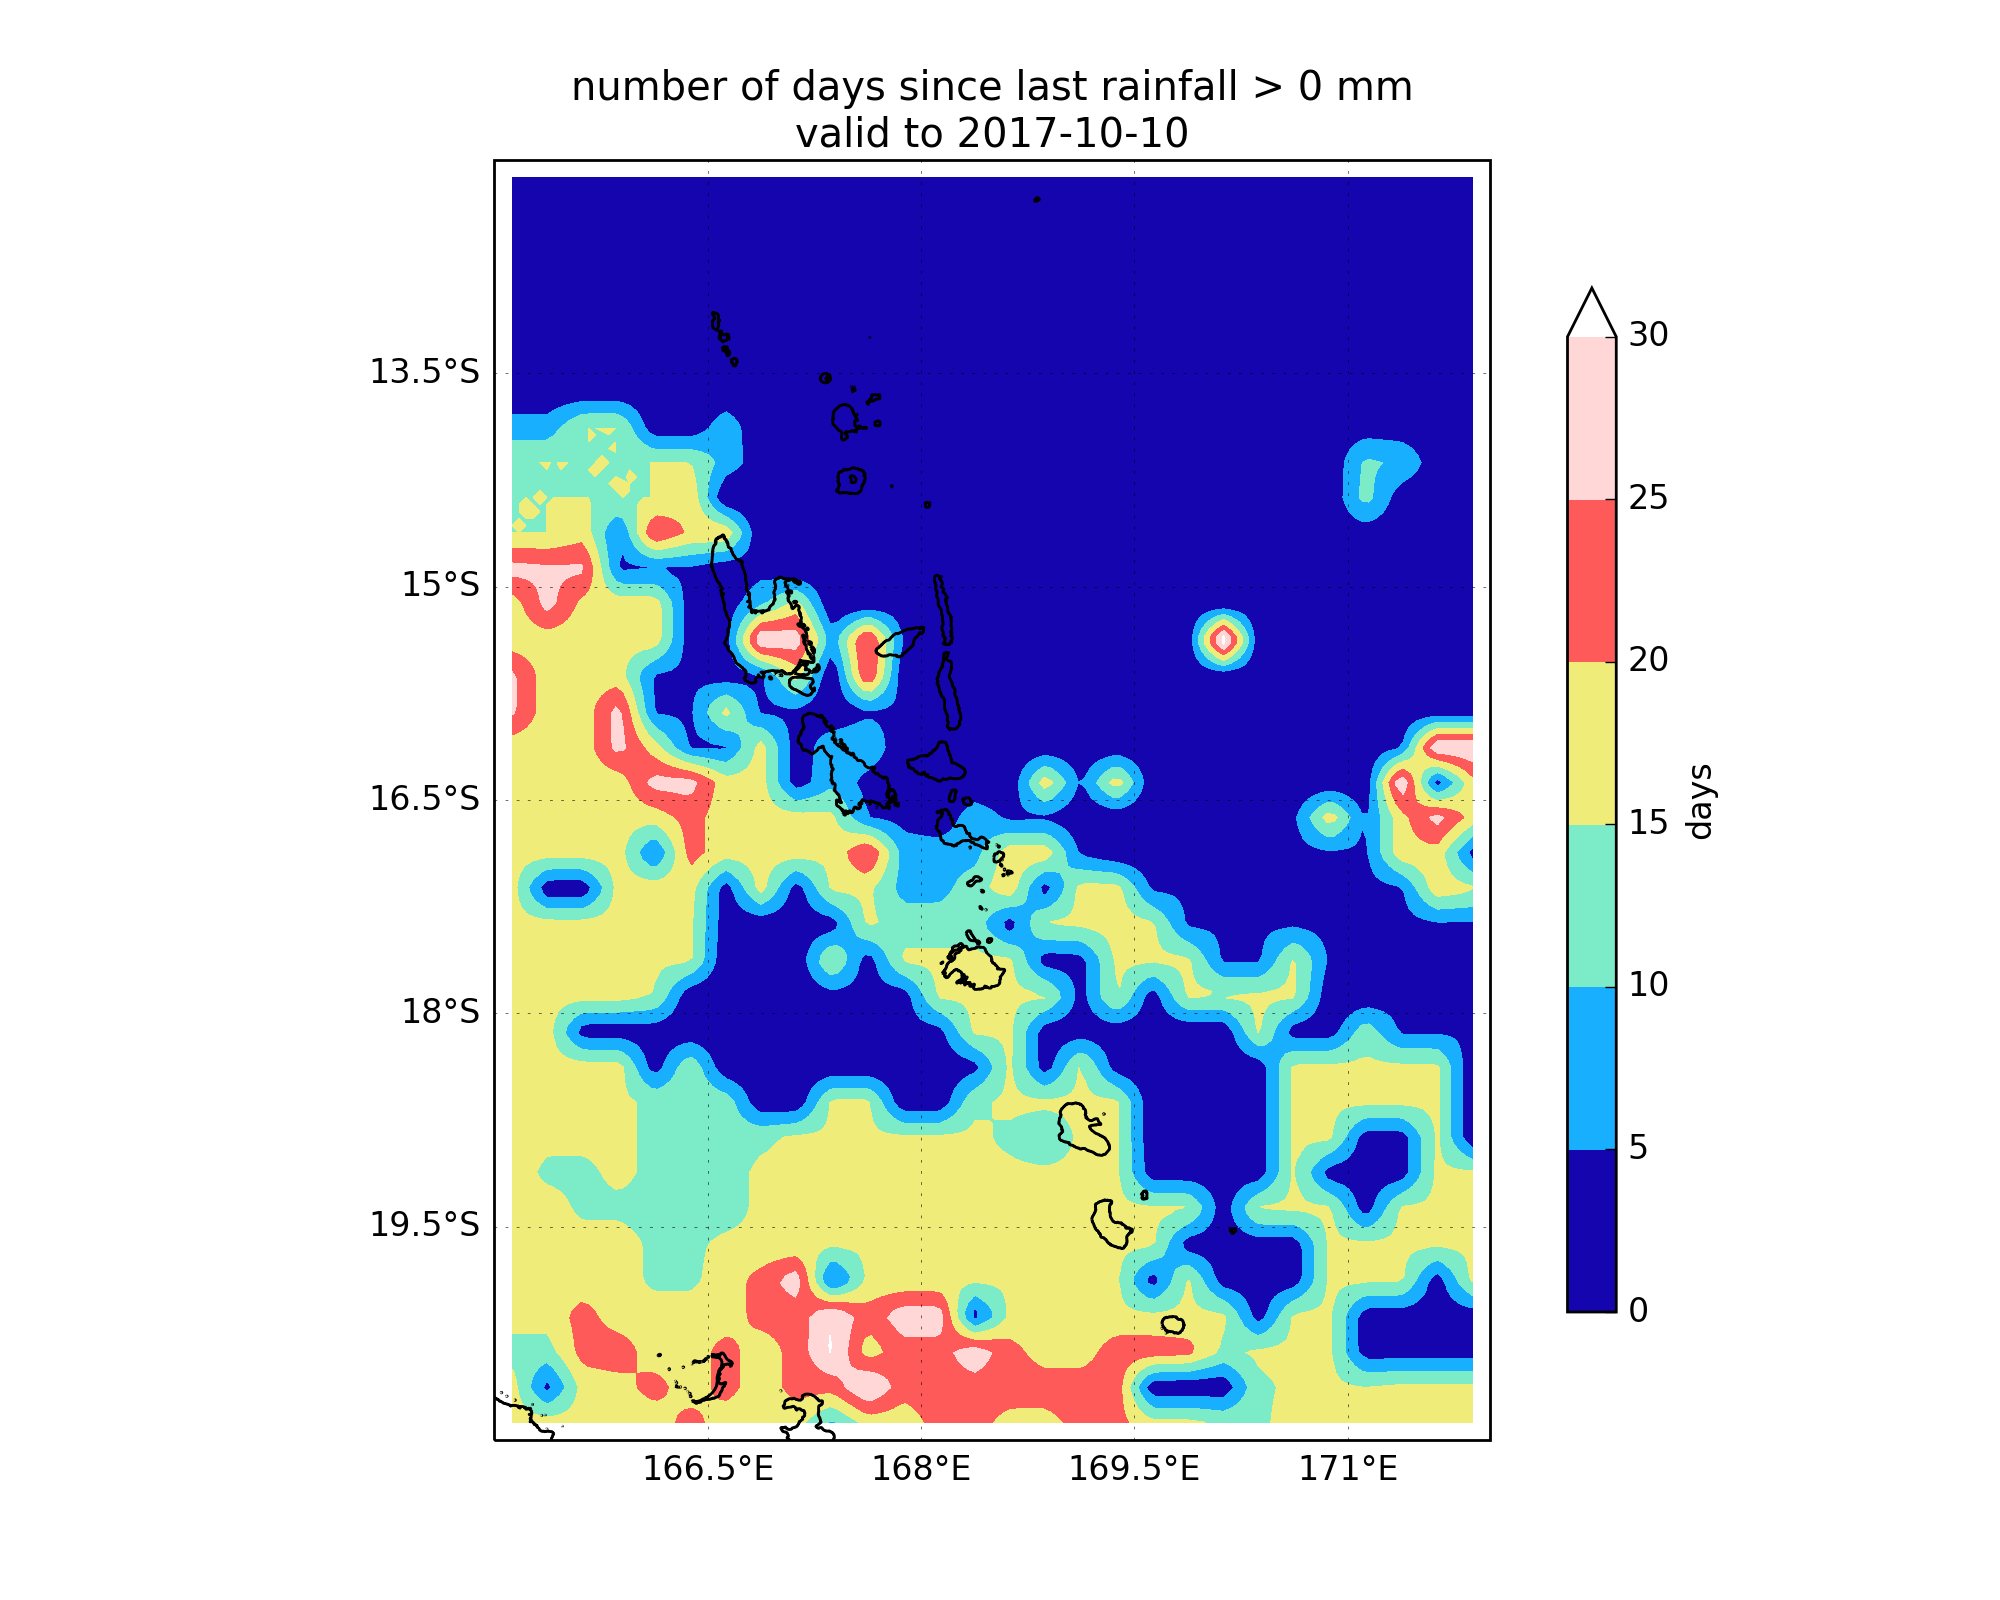 number of days since last rainfall > 0 mm
valid to 2017-10-10
13.5°S
15°S
16.5°S
18°S
19.5°S
166.5°E
168°E
169.5°E
171°E
30
25
20
15
10
5
0
days